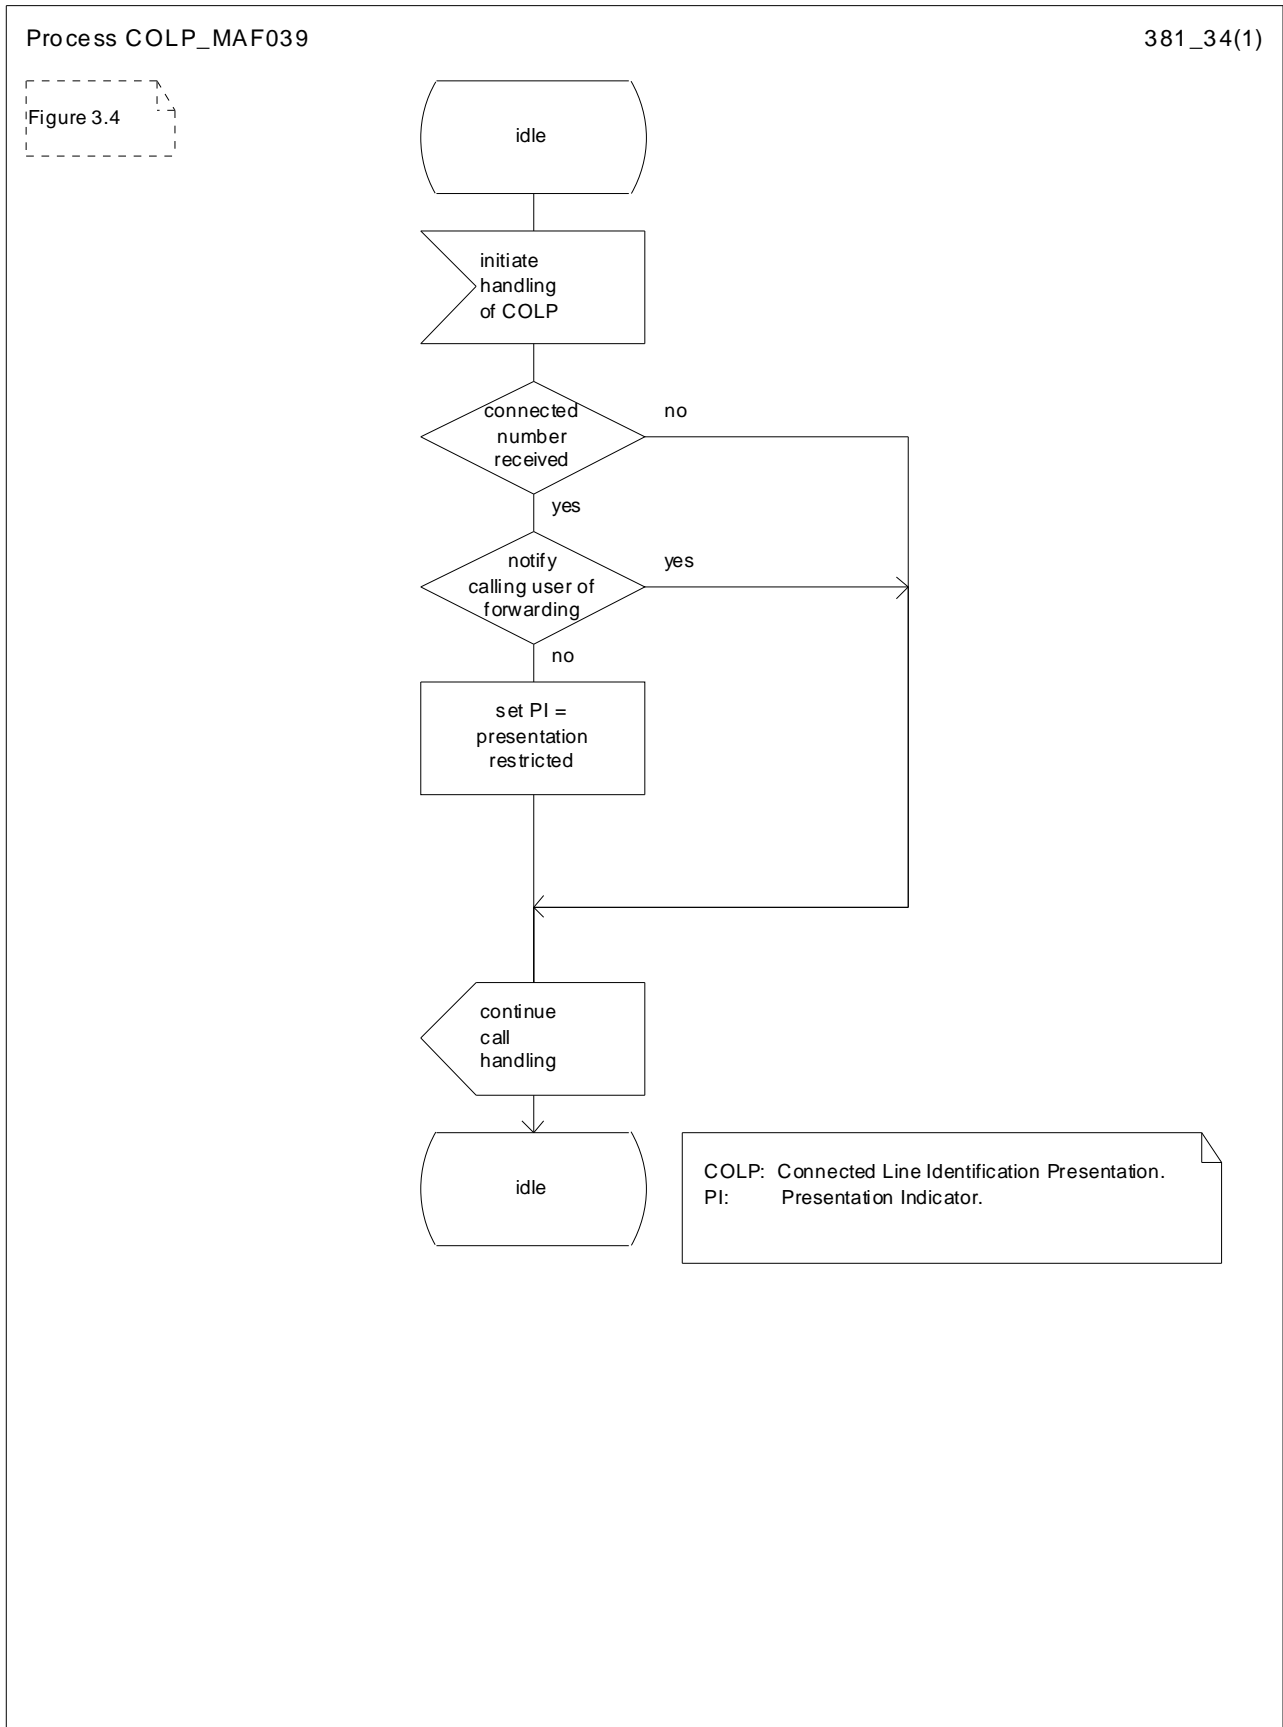 Process COLP_MAF039
381_34(1)
Figure 3.4
idle
initiate
handling
of COLP
connected
number
received
no
yes
notify
calling user of
forwarding
yes
no
set PI =
presentation
restricted
continue
call
handling
idle
COLP: Connected Line Identification Presentation.
PI: Presentation Indicator.